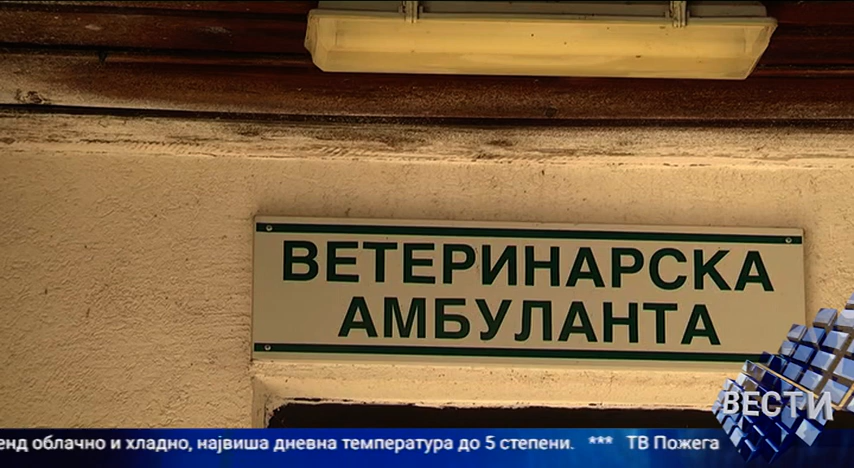 ВЕТЕРИНАРСКА
АМБУЛАНТА
ВЕСТИ
облачно и хладно, највиша дневна температура до 5 степени. *** ТВ Пожега